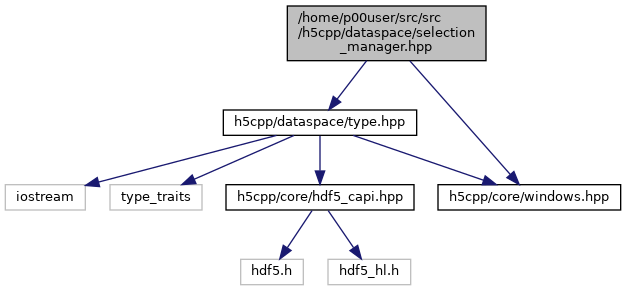 /home/p00user/src/src
/h5cpp/dataspace/selection
_manager.hpp
h5cpp/dataspace/type.hpp
iostream
type_traits
h5cpp/core/hdf5_capi.hpp
h5cpp/core/windows.hpp
hdf5.h
hdf5_hl.h